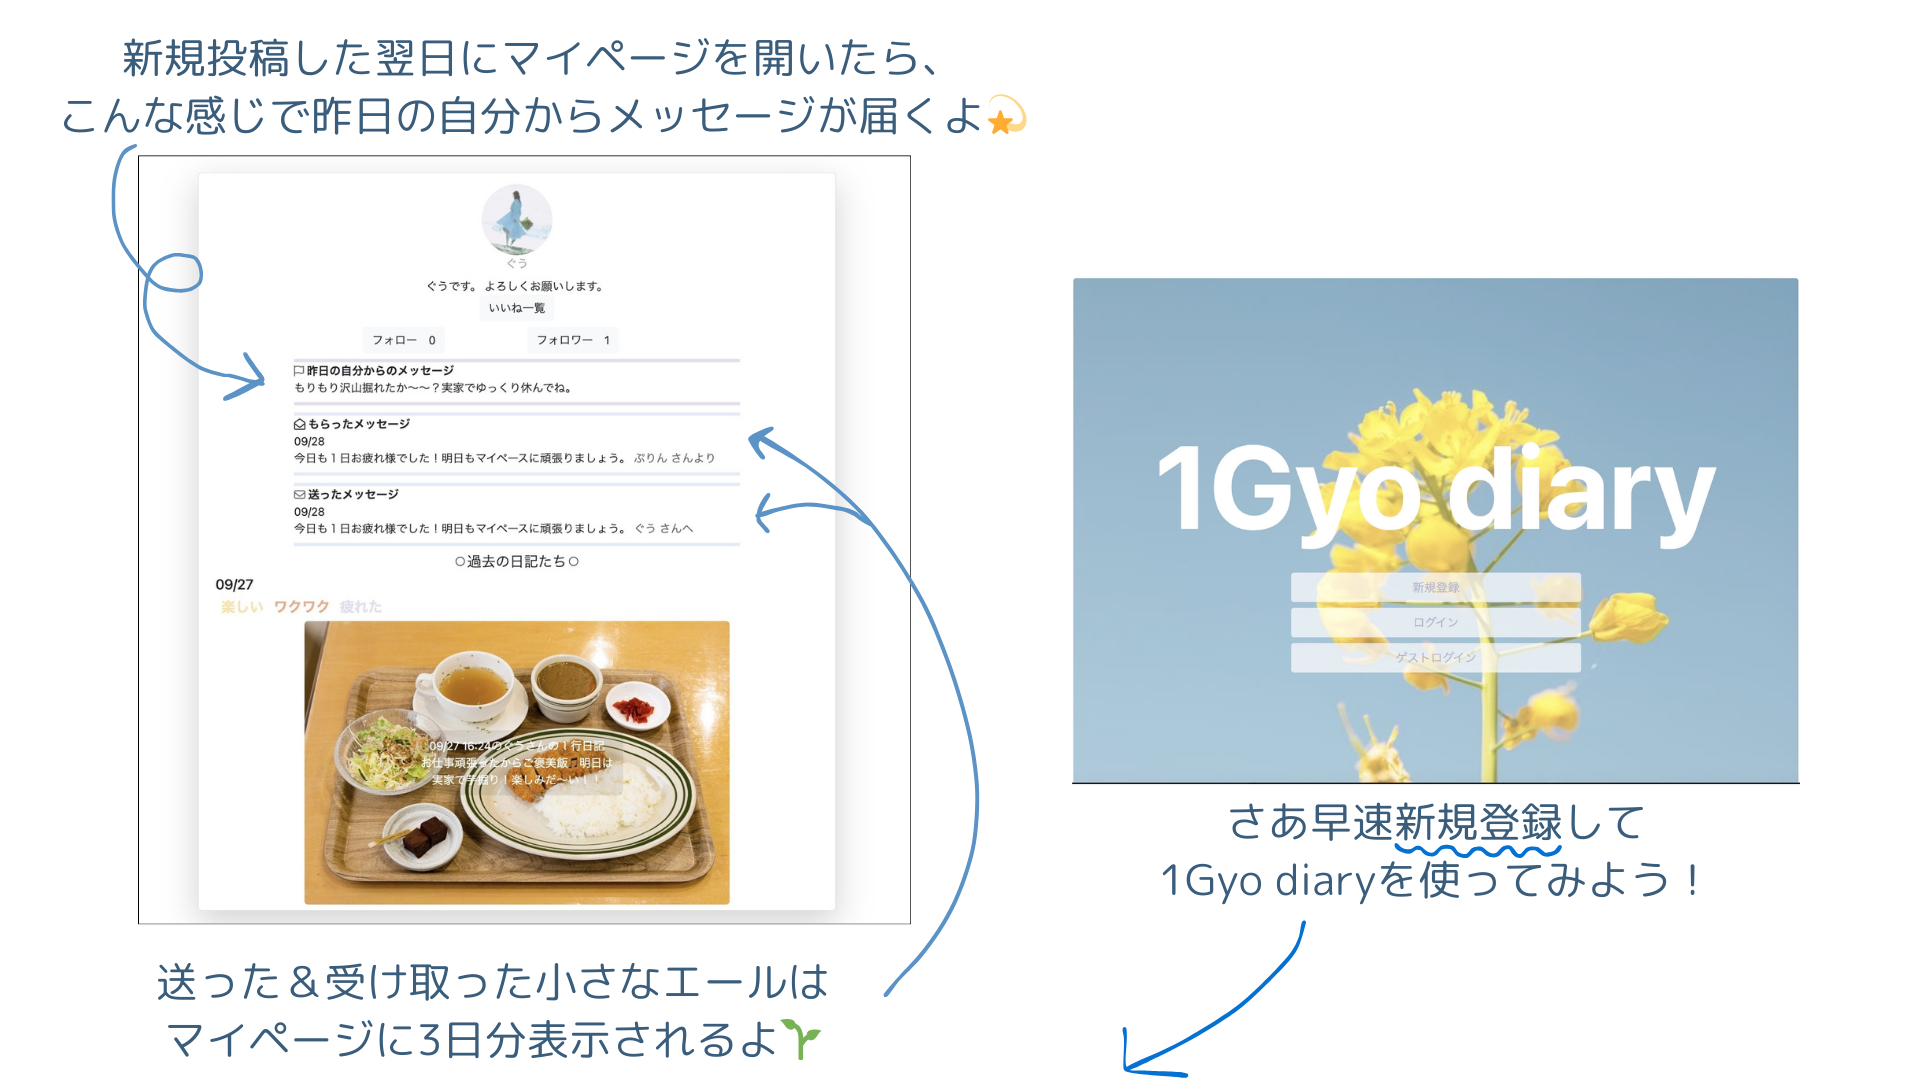 新規投稿した翌日にマイページを開いたら、
こんな感じで昨日の自分からメッセージが届くよ💫
ぐう
ぐうです。 よろしくお願いします。
いいね一覧
フォロー 0 フォロワー 1
昨日の自分からのメッセージ
もりもり沢山掘れたか〜〜？実家でゆっくり休んでね。
もらったメッセージ
09/28
今日も１日お疲れ様でした！明日もマイペースに頑張りましょう。 ぷりん さんより
送ったメッセージ
09/28
今日も１日お疲れ様でした！明日もマイペースに頑張りましょう。 ぐう さんへ
○過去の日記たち○
09/27
楽しい ワクワク 疲れた
09/27 16:24のぐうさんの１行日記
お仕事頑張ったからご褒美飯 明日は
実家で芋掘り！楽しみだ〜い！！
送った＆受け取った小さなエールは
マイページに3日分表示されるよ🌱
1Gyo diary
新規登録
ログイン
ゲストログイン
さあ早速新規登録して
1Gyo diaryを使ってみよう！